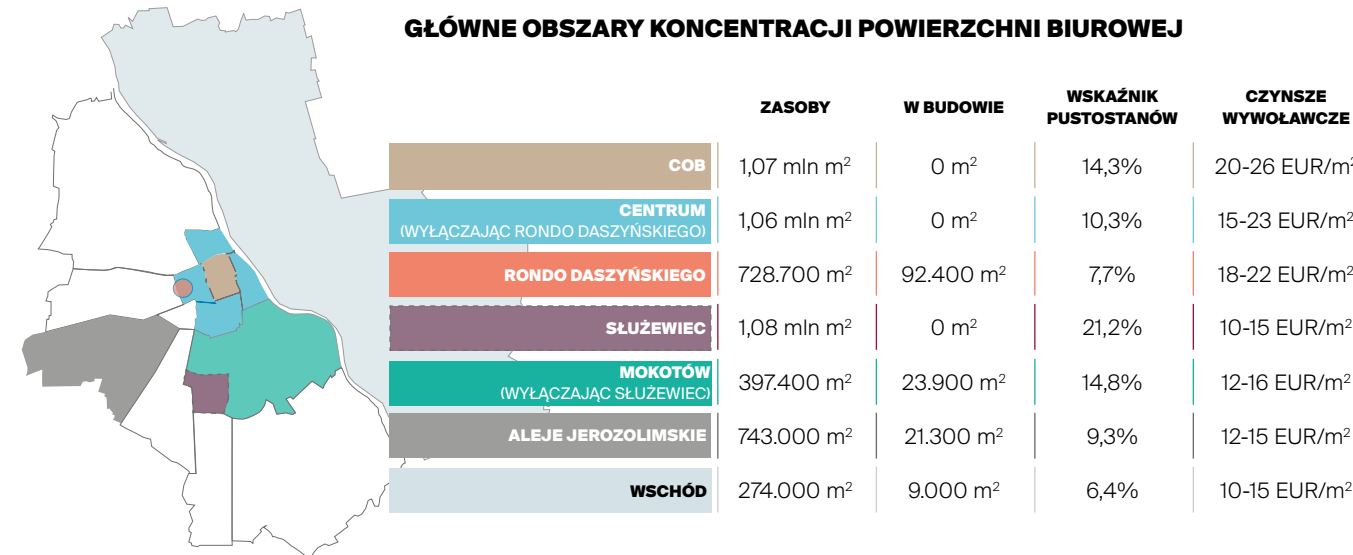 GŁÓWNE OBSZARY KONCENTRACJI POWIERZCHNI BIUROWEJ
ZASOBY W BUDOWIE WSKAŹNIK PUSTOSTANÓW CZYNSZE WYWOŁAWCZE
COB 1,07 mln m² 0 m² 14,3% 20-26 EUR/m²
CENTRUM (WYŁĄCZAJĄC RONDO DASZYŃSKIEGO) 1,06 mln m² 0 m² 10,3% 15-23 EUR/m²
RONDO DASZYŃSKIEGO 728.700 m² 92.400 m² 7,7% 18-22 EUR/m²
SŁUŻEWIEC 1,08 mln m² 0 m² 21,2% 10-15 EUR/m²
MOKOTÓW (WYŁĄCZAJĄC SŁUŻEWIEC) 397.400 m² 23.900 m² 14,8% 12-16 EUR/m²
ALEJE JEROZOLIMSKIE 743.000 m² 21.300 m² 9,3% 12-15 EUR/m²
WSCHÓD 274.000 m² 9.000 m² 6,4% 10-15 EUR/m²